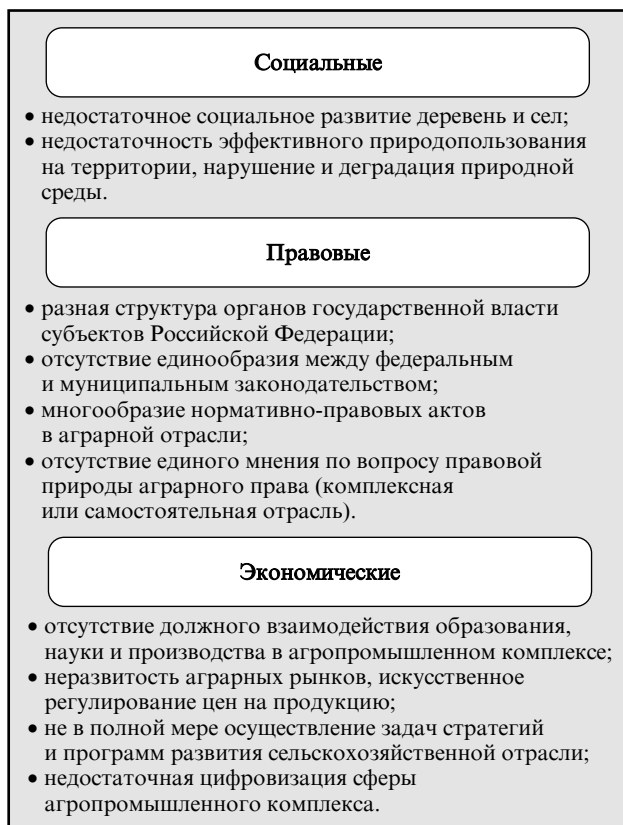 Социальные
• недостаточное социальное развитие деревень и сел;
• недостаточность эффективного природопользования
на территории, нарушение и деградация природной
среды.
Правовые
• разная структура органов государственной власти
субъектов Российской Федерации;
• отсутствие единообразия между федеральным
и муниципальным законодательством;
• многообразие нормативно-правовых актов
в аграрной отрасли;
• отсутствие единого мнения по вопросу правовой
природы аграрного права (комплексная
или самостоятельная отрасль).
Экономические
• отсутствие должного взаимодействия образования,
науки и производства в агропромышленном комплексе;
• неразвитость аграрных рынков, искусственное
регулирование цен на продукцию;
• не в полной мере осуществление задач стратегий
и программ развития сельскохозяйственной отрасли;
• недостаточная цифровизация сферы
агропромышленного комплекса.